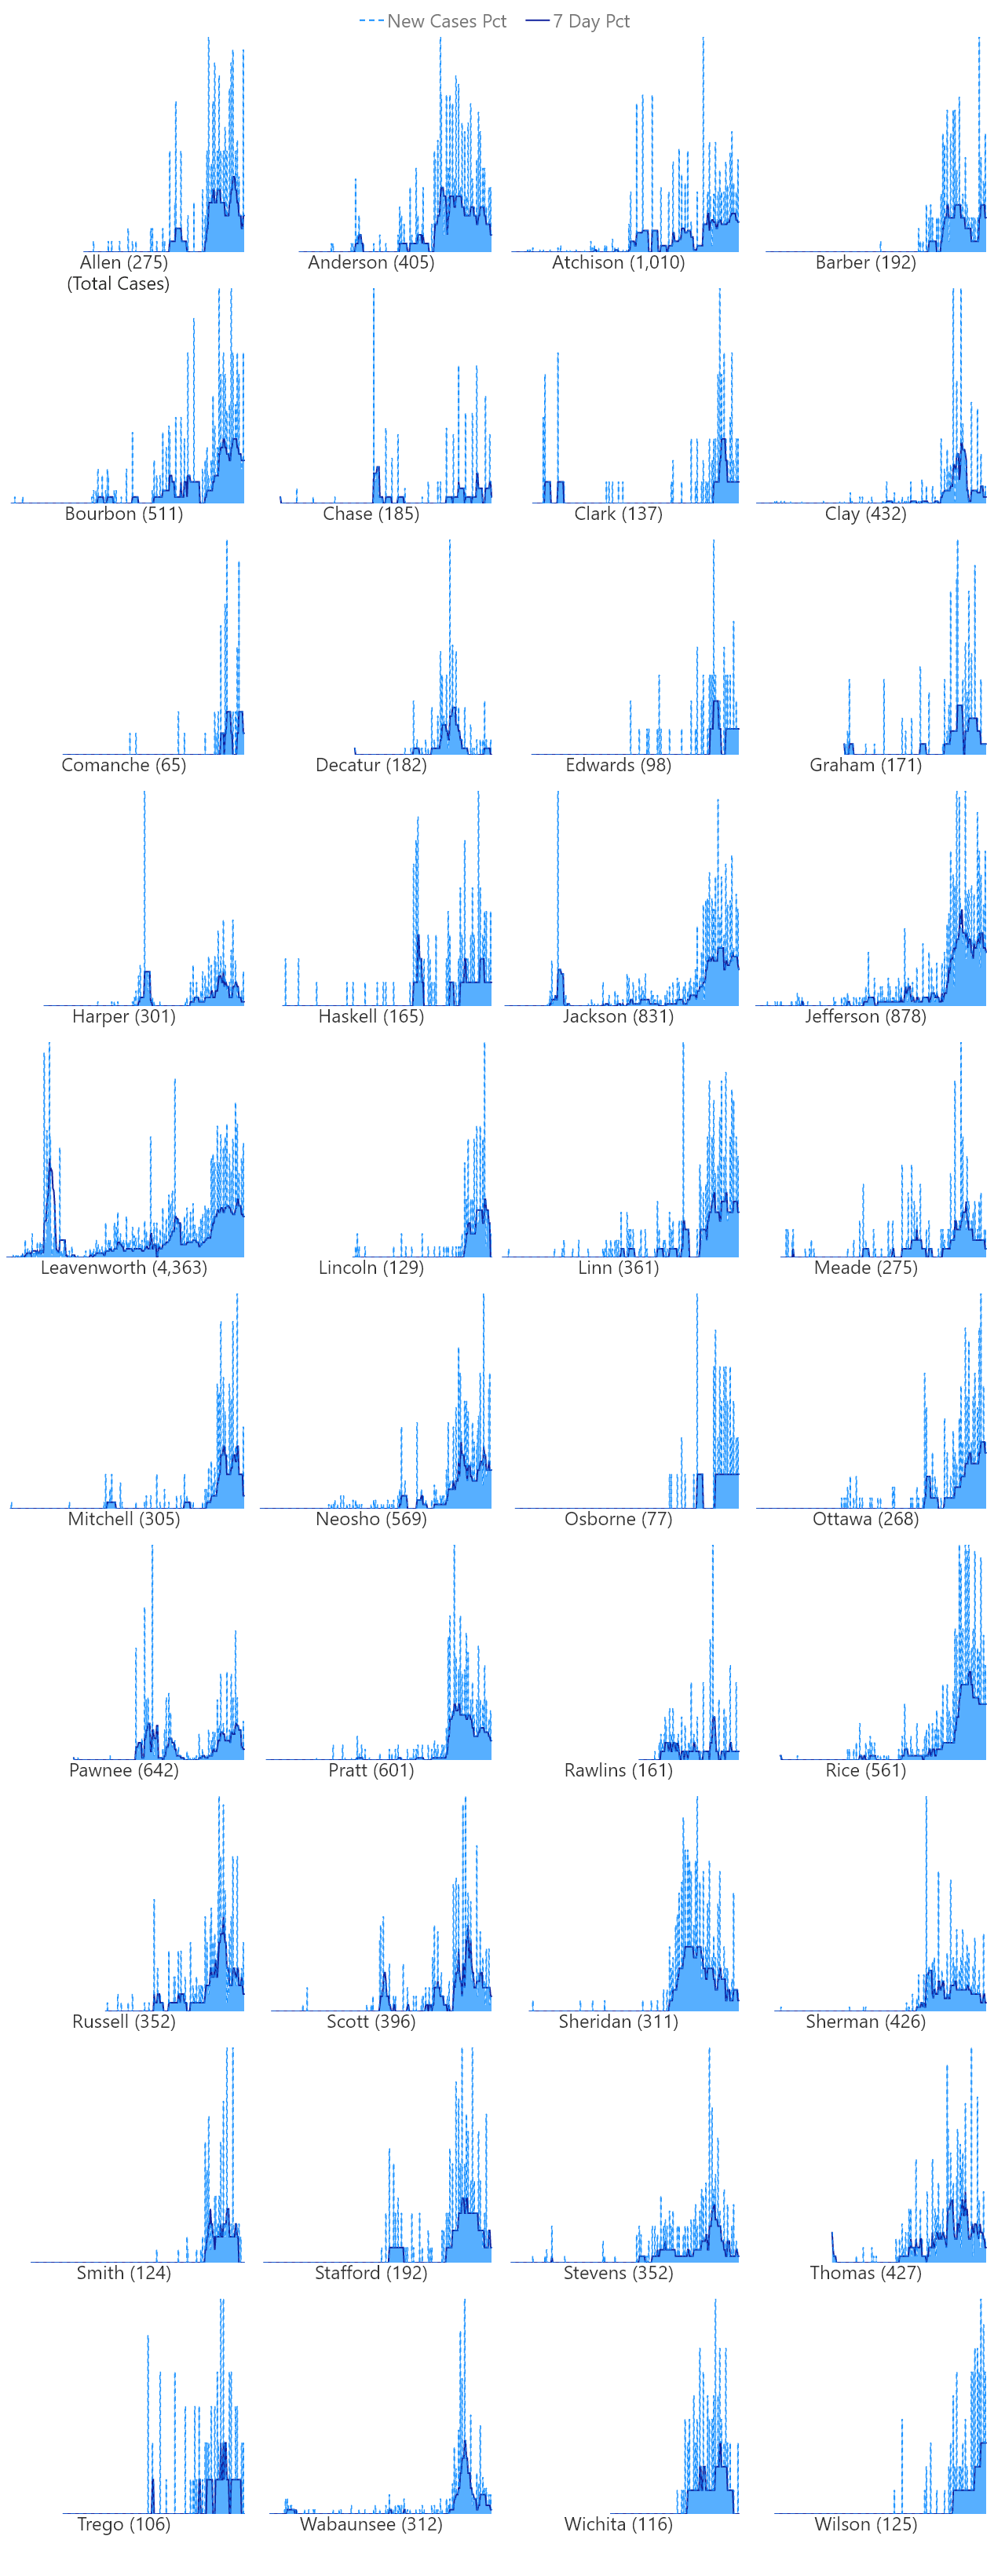 New Cases Pct 7 Day Pct
Allen (275) Anderson (405) Atchison (1,010) Barber (192)
(Total Cases)
Bourbon (511) Chase (185) Clark (137) Clay (432)
Comanche (65) Decatur (182) Edwards (98) Graham (171)
Harper (301) Haskell (165) Jackson (831) Jefferson (878)
Leavenworth (4,363) Lincoln (129) Linn (361) Meade (275)
Mitchell (305) Neosho (569) Osborne (77) Ottawa (268)
Pawnee (642) Pratt (601) Rawlins (161) Rice (561)
Russell (352) Scott (396) Sheridan (311) Sherman (426)
Smith (124) Stafford (192) Stevens (352) Thomas (427)
Trego (106) Wabaunsee (312) Wichita (116) Wilson (125)